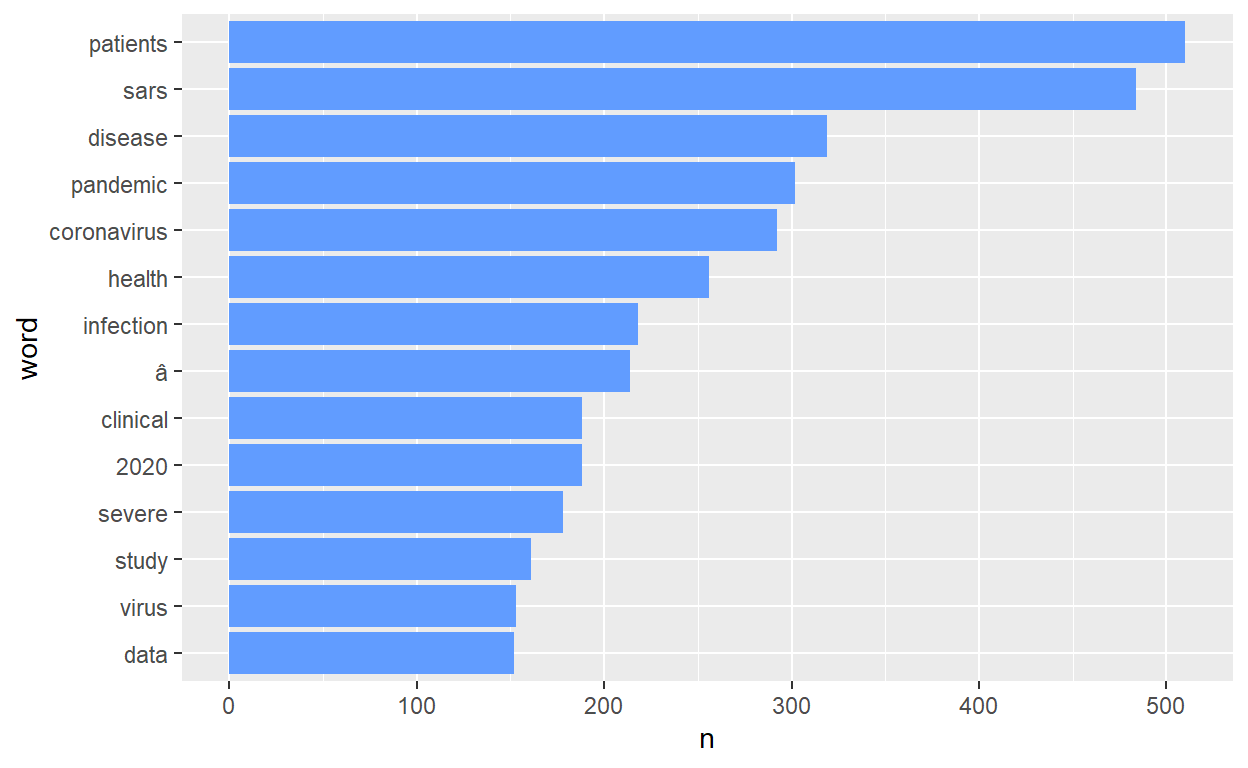 patients
sars
disease
pandemic
coronavirus
health
infection
â
clinical
2020
severe
study
virus
data
word
0 100 200 300 400 500
n